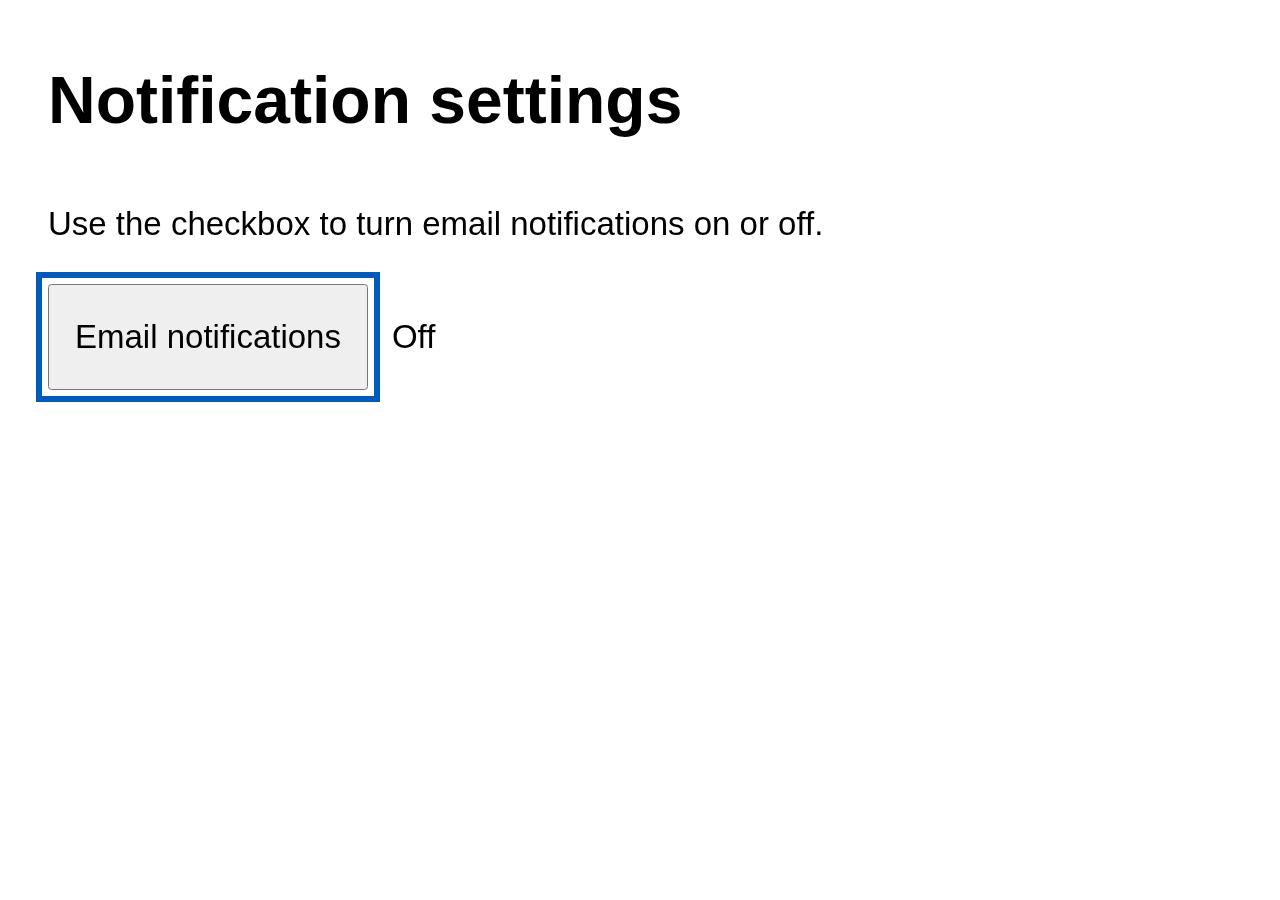 Notification settings
Use the checkbox to turn email notifications on or off.
Email notifications Off